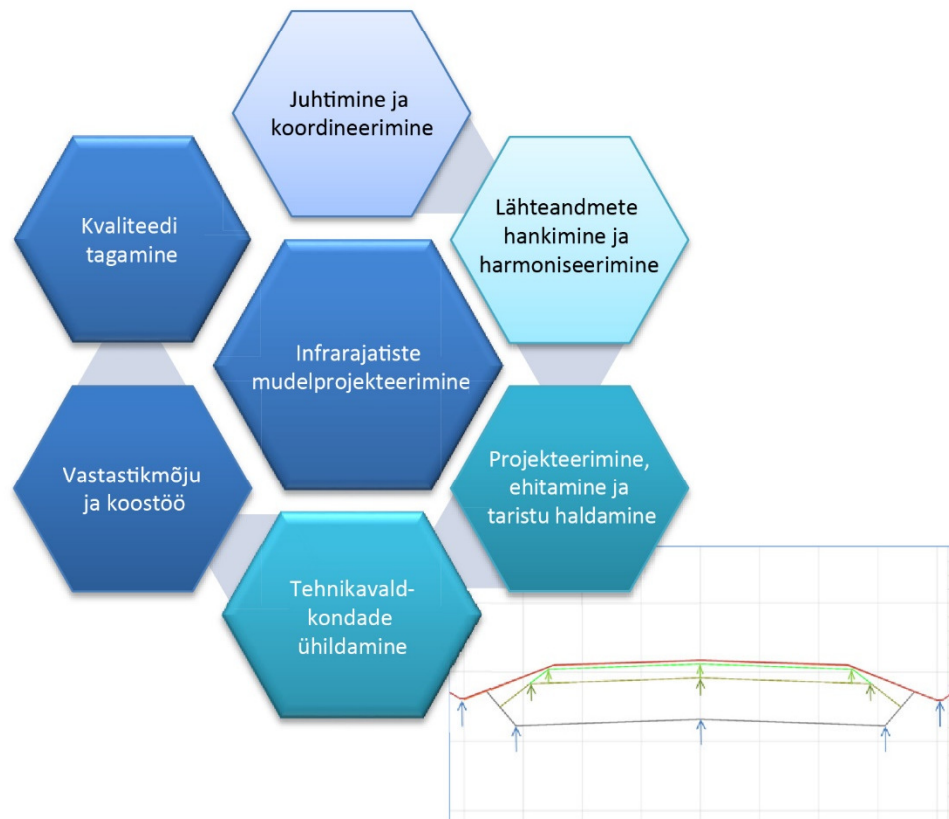 Juhtimine ja
koordineerimine
Lähteandmete
hankimine ja
harmoniseerimine
Kvaliteedi
tagamine
Infrarajatiste
mudelprojekteerimine
Projekteerimine,
ehitamine ja
taristu haldamine
Vastastikmõju
ja koostöö
Tehnikavald-
kondade
ühildamine